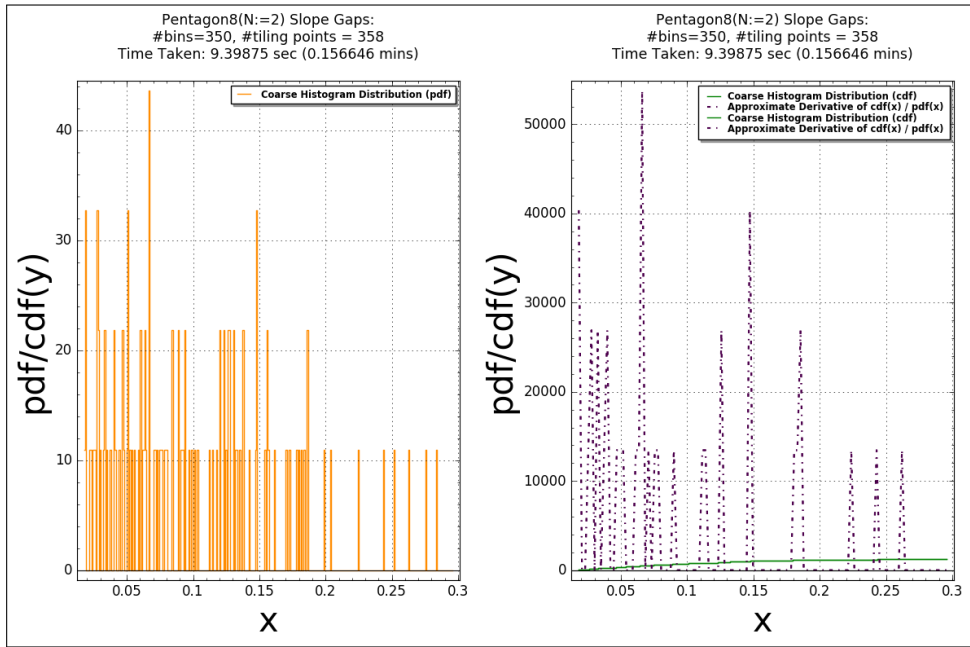 Pentagon8(N:=2) Slope Gaps:
#bins=350, #tiling points = 358
Time Taken: 9.39875 sec (0.156646 mins)
Coarse Histogram Distribution (pdf)
40
30
20
10
0
0.05
0.1
0.15
0.2
0.25
0.3
pdf/cdf(y)
x
Pentagon8(N:=2) Slope Gaps:
#bins=350, #tiling points = 358
Time Taken: 9.39875 sec (0.156646 mins)
Coarse Histogram Distribution (cdf)
Approximate Derivative of cdf(x) / pdf(x)
Coarse Histogram Distribution (cdf)
Approximate Derivative of cdf(x) / pdf(x)
50000
40000
30000
20000
10000
0
0.05
0.1
0.15
0.2
0.25
0.3
pdf/cdf(y)
x